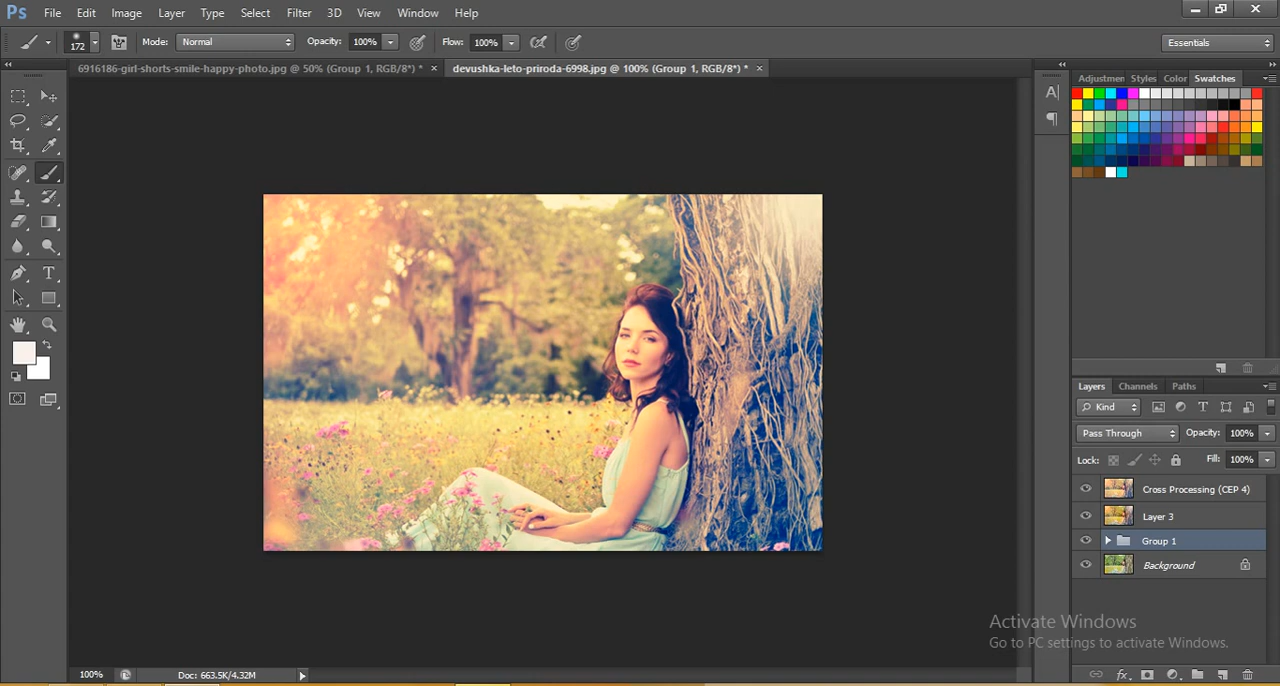 Ps File Edit Image Layer Type Select Filter 3D View Window Help
172 Mode: Normal Opacity: 100% Flow: 100% Essentials
6916186-girl-shorts-smile-happy-photo.jpg @ 50% (Group 1, RGB/8*) * × devushka-leto-priroda-6998.jpg @ 100% (Group 1, RGB/8*) * ×
Adjustmen Styles Color Swatches
A
T
Layers Channels Paths
Kind T
Pass Through Opacity: 100%
Lock: Fill: 100%
Cross Processing (CEP 4)
Layer 3
Group 1
Background
Activate Windows
Go to PC settings to activate Windows.
100% Doc: 663.5K/4.32M fx